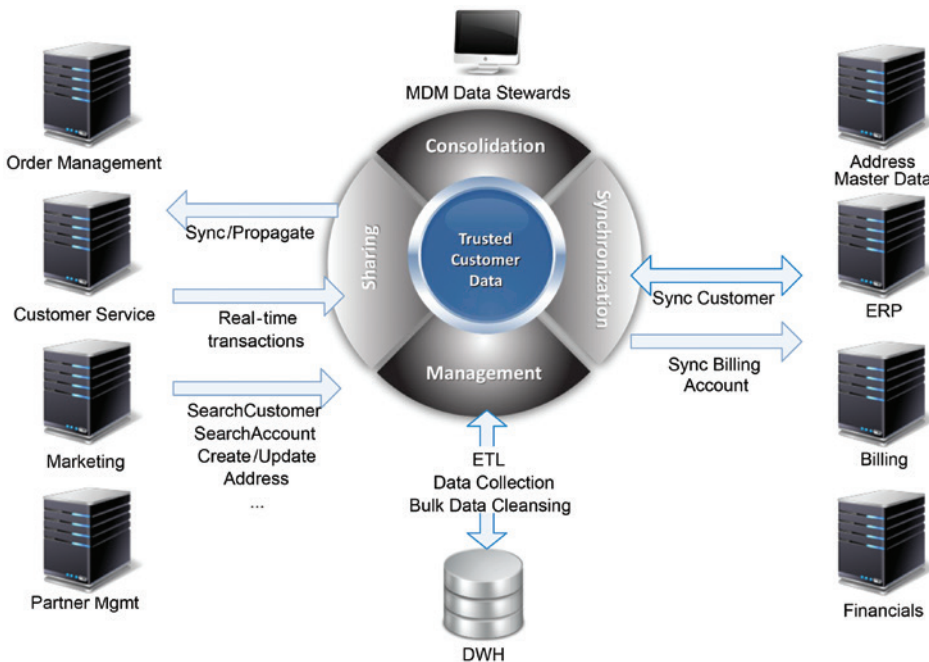 MDM Data Stewards
Order Management
Sync/Propagate
Customer Service
Real-time
transactions
Marketing
SearchCustomer
SearchAccount
Create/Update
Address
...
Partner Mgmt
Consolidation
Sharing
Trusted
Customer
Data
Synchronization
Management
ETL
Data Collection
Bulk Data Cleansing
DWH
Address
Master Data
Sync Customer
ERP
Sync Billing
Account
Billing
Financials